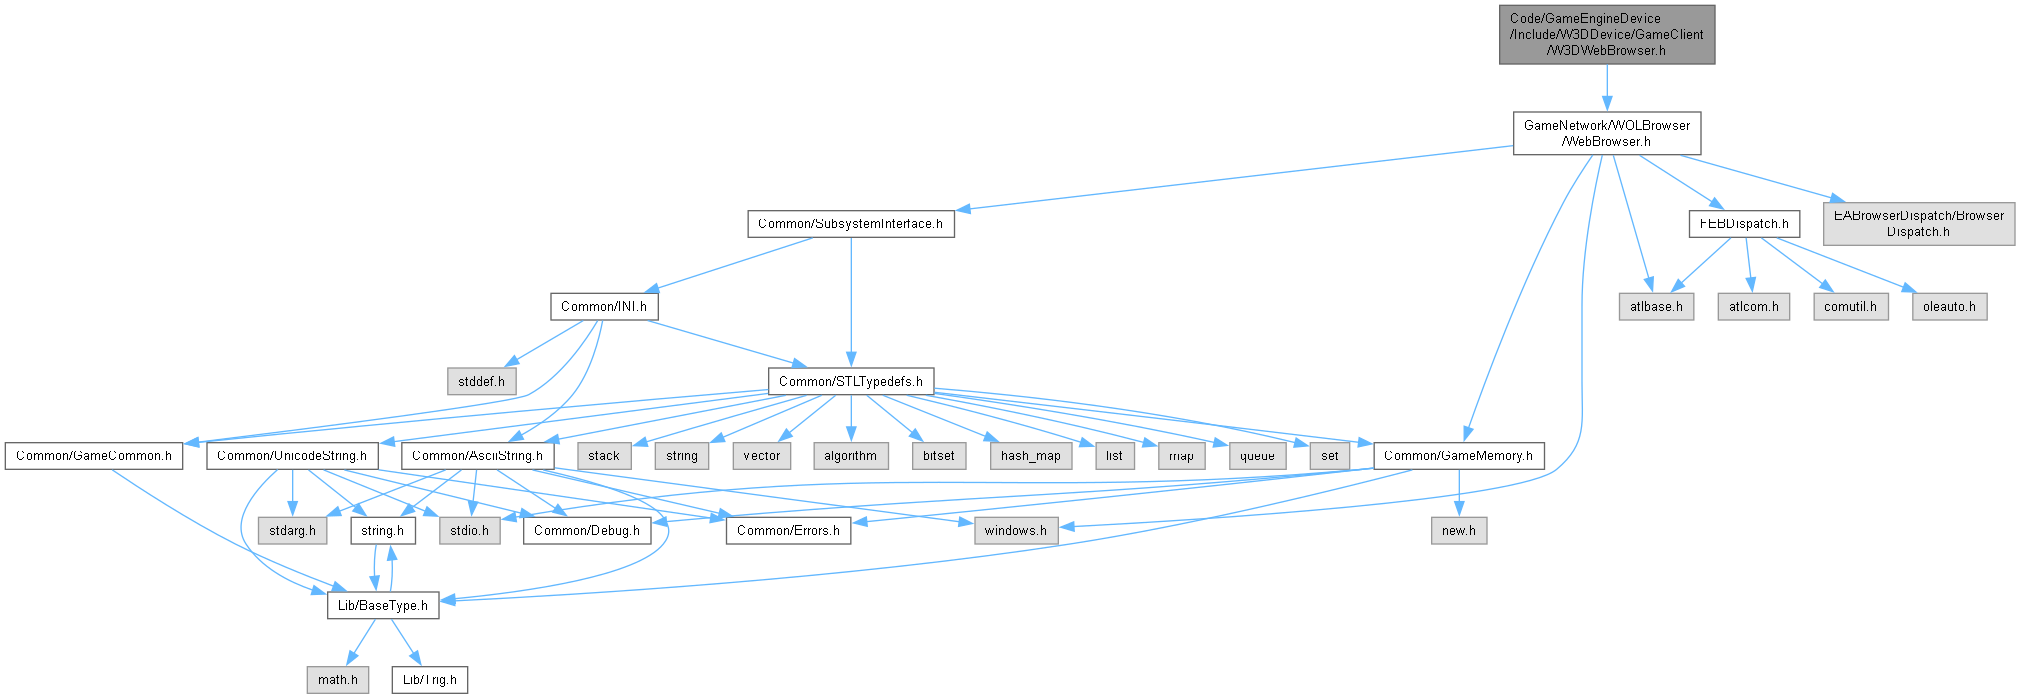 Code/GameEngineDevice
/Include/W3DDevice/GameClient
/W3DWebBrowser.h
GameNetwork/WOLBrowser
/WebBrowser.h
Common/SubsystemInterface.h
FEBDispatch.h
EABrowserDispatch/Browser
Dispatch.h
Common/INI.h
atlbase.h
atlcom.h
comutil.h
oleauto.h
stddef.h
Common/STLTypedefs.h
Common/GameCommon.h
Common/UnicodeString.h
Common/AsciiString.h
stack
string
vector
algorithm
bitset
hash_map
list
map
queue
set
Common/GameMemory.h
stdarg.h
string.h
stdio.h
Common/Debug.h
Common/Errors.h
windows.h
new.h
Lib/BaseType.h
math.h
Lib/Trig.h